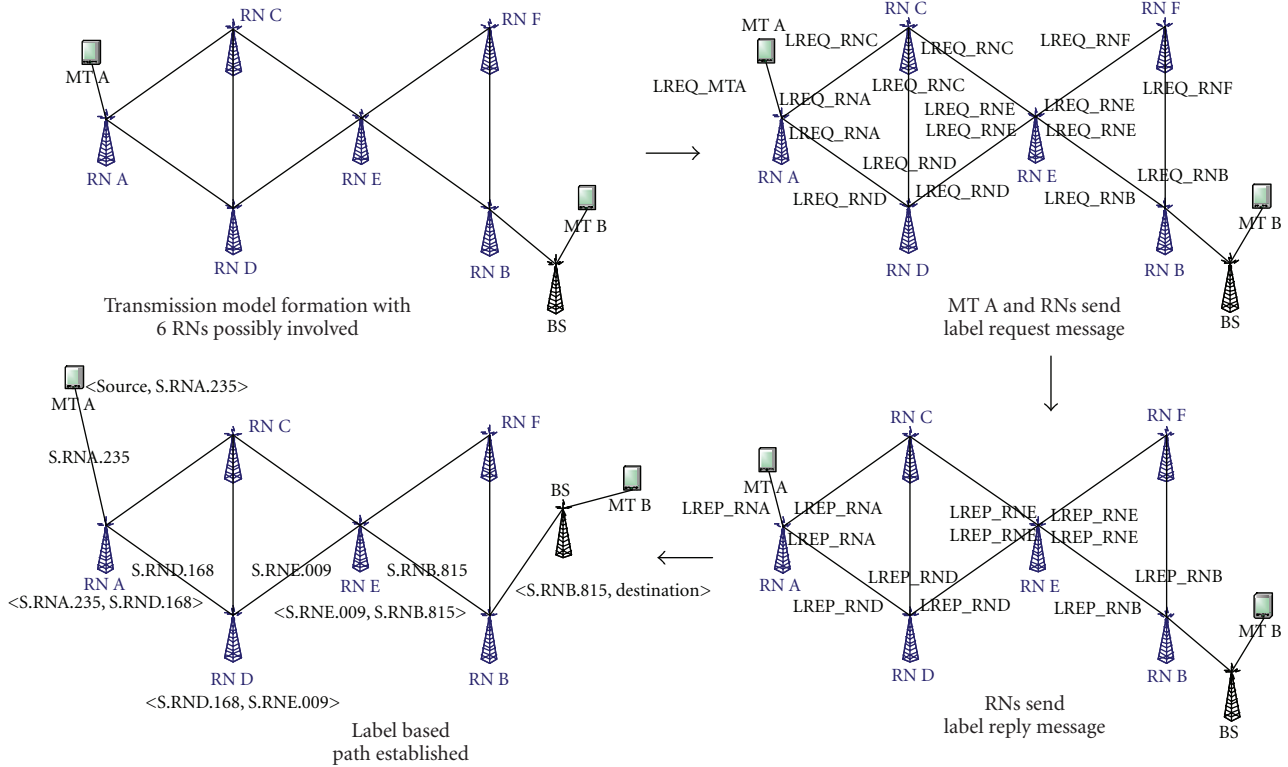 RN C
RN F
MT A
RN A
RN E
MT B
RN D
RN B
BS
Transmission model formation with
6 RNs possibly involved
RN C
RN F
MT A
LREQ_RNC
LREQ_RNC
LREQ_RNF
LREQ_MTA
LREQ_RNC
LREQ_RNF
LREQ_RNA
LREQ_RNE
LREQ_RNE
LREQ_RNA
LREQ_RNE
LREQ_RNE
LREQ_RND
RN A
RN E
LREQ_RNB
LREQ_RND
LREQ_RND
LREQ_RNB
MT B
RN D
RN B
BS
MT A and RNs send
label request message
<Source, S.RNA.235>
MT A
RN C
RN F
S.RNA.235
BS
MT B
RN A
S.RND.168
S.RNE.009
RN E
S.RNB.815
<S.RNB.815, destination>
<S.RNA.235, S.RND.168>
<S.RNE.009, S.RNB.815>
RN D
RN B
<S.RND.168, S.RNE.009>
Label based
path established
RN C
RN F
MT A
LREP_RNA
LREP_RNA
LREP_RNE
LREP_RNE
LREP_RNA
LREP_RNE
LREP_RNE
RN A
LREP_RND
RN E
LREP_RNB
LREP_RND
LREP_RND
LREP_RNB
MT B
RN D
RN B
BS
RNs send
label reply message